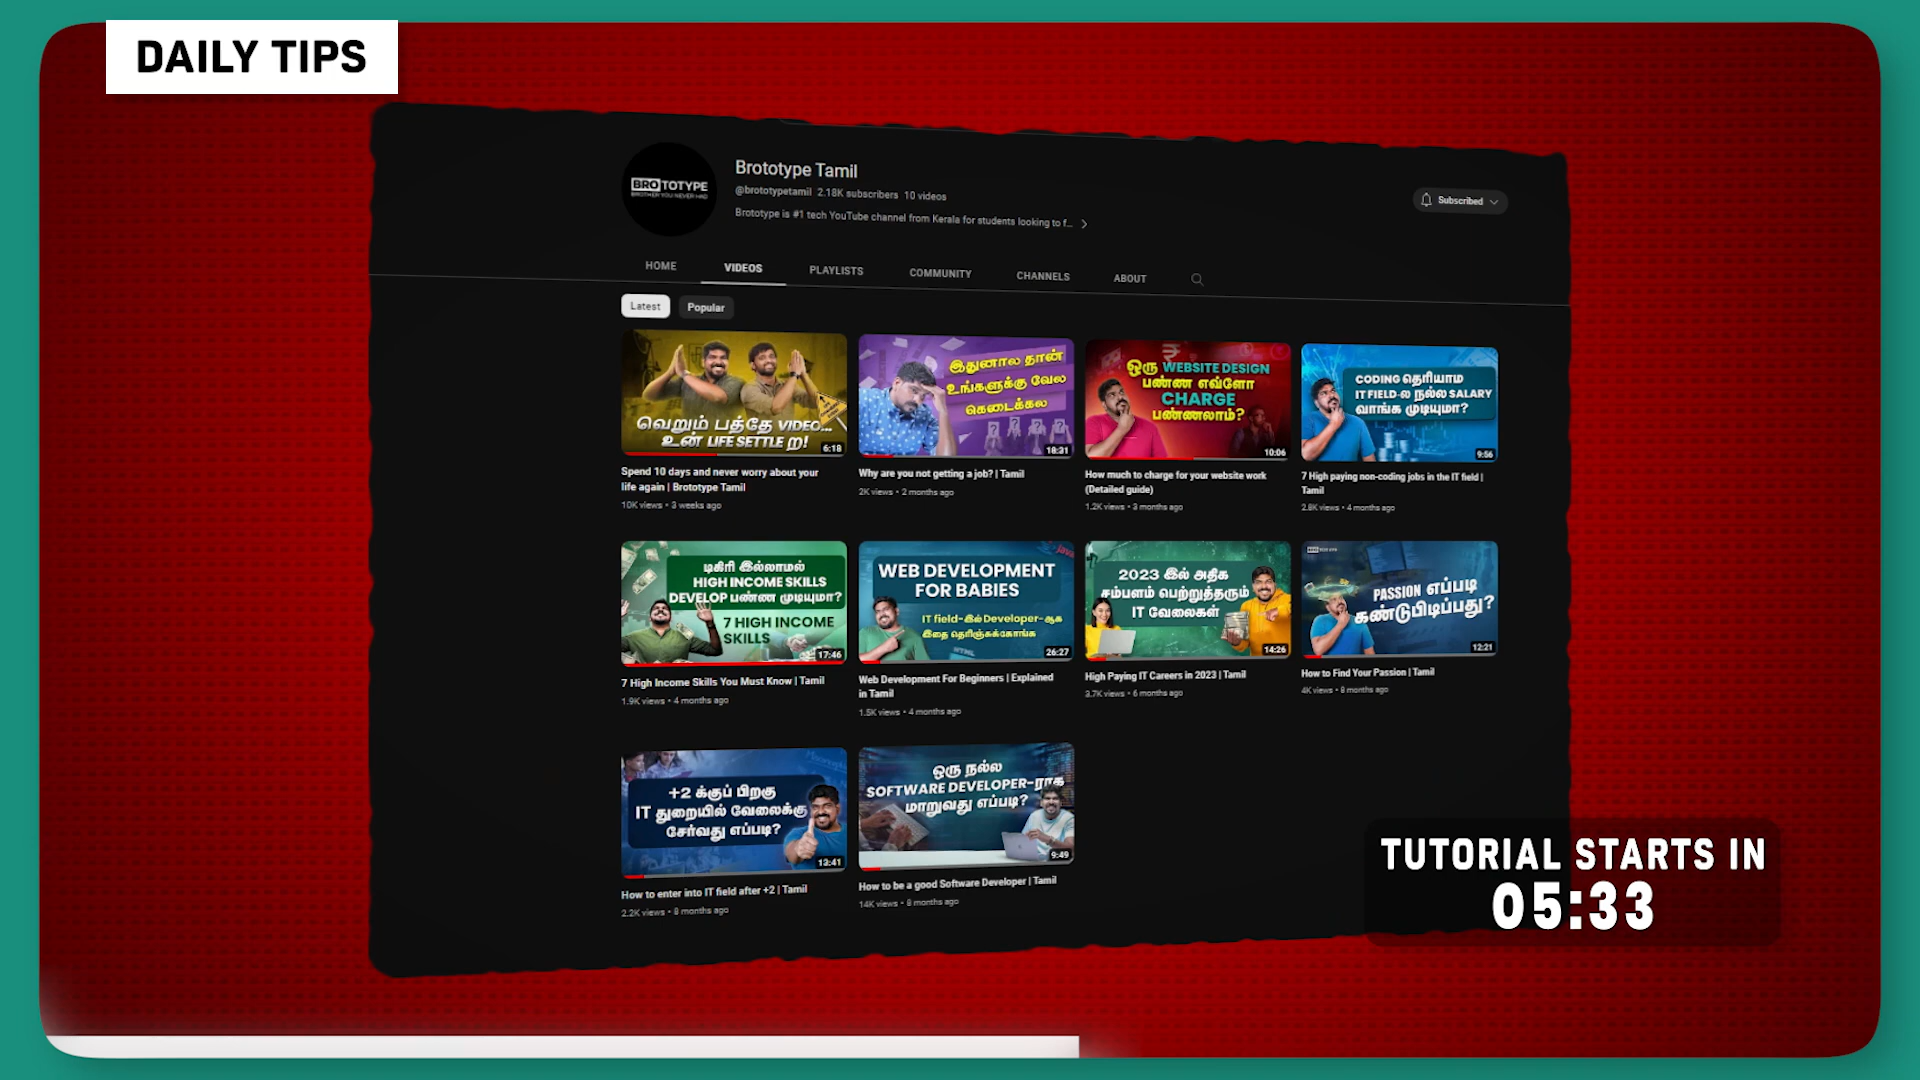 DAILY TIPS
BROTOTYPE
BROTHER YOU NEVER HAD
Brototype Tamil
@brototypetamil 2.18K subscribers 10 videos
Brototype is #1 tech YouTube channel from Kerala for students looking to f...
Subscribed
HOME VIDEOS PLAYLISTS COMMUNITY CHANNELS ABOUT
Latest Popular
வெறும் பத்தே VIDEO...
உன் LIFE SETTLE டா!
6:18
Spend 10 days and never worry about your
life again | Brototype Tamil
10K views • 3 weeks ago
இதுனால தான்
உங்களுக்கு வேல
கெடைக்கல
18:31
Why are you not getting a job? | Tamil
2K views • 2 months ago
ஒரு WEBSITE DESIGN
பண்ண எவ்ளோ
CHARGE
பண்ணலாம்?
10:06
How much to charge for your website work
(Detailed guide)
1.2K views • 3 months ago
CODING தெரியாம
IT FIELD-ல நல்ல SALARY
வாங்க முடியுமா?
9:56
7 High paying non-coding jobs in the IT field |
Tamil
2.8K views • 4 months ago
டிகிரி இல்லாமல்
HIGH INCOME SKILLS
DEVELOP பண்ண முடியுமா?
7 HIGH INCOME
SKILLS
17:46
7 High Income Skills You Must Know | Tamil
1.9K views • 4 months ago
Java
WEB DEVELOPMENT
FOR BABIES
IT field-இல் Developer-ஆக
இதை தெரிஞ்சுக்கோங்க
HTML
26:27
Web Development For Beginners | Explained
in Tamil
1.5K views • 4 months ago
2023 இல் அதிக
சம்பளம் பெற்றுத்தரும்
IT வேலைகள்
14:26
High Paying IT Careers in 2023 | Tamil
3.7K views • 6 months ago
PASSION எப்படி
கண்டுபிடிப்பது?
12:21
How to Find Your Passion | Tamil
4K views • 8 months ago
+2 க்குப் பிறகு
IT துறையில் வேலைக்கு
சேர்வது எப்படி?
13:41
How to enter into IT field after +2 | Tamil
2.2K views • 8 months ago
ஒரு நல்ல
SOFTWARE DEVELOPER-ராக
மாறுவது எப்படி?
9:49
How to be a good Software Developer | Tamil
14K views • 8 months ago
TUTORIAL STARTS IN
05:33